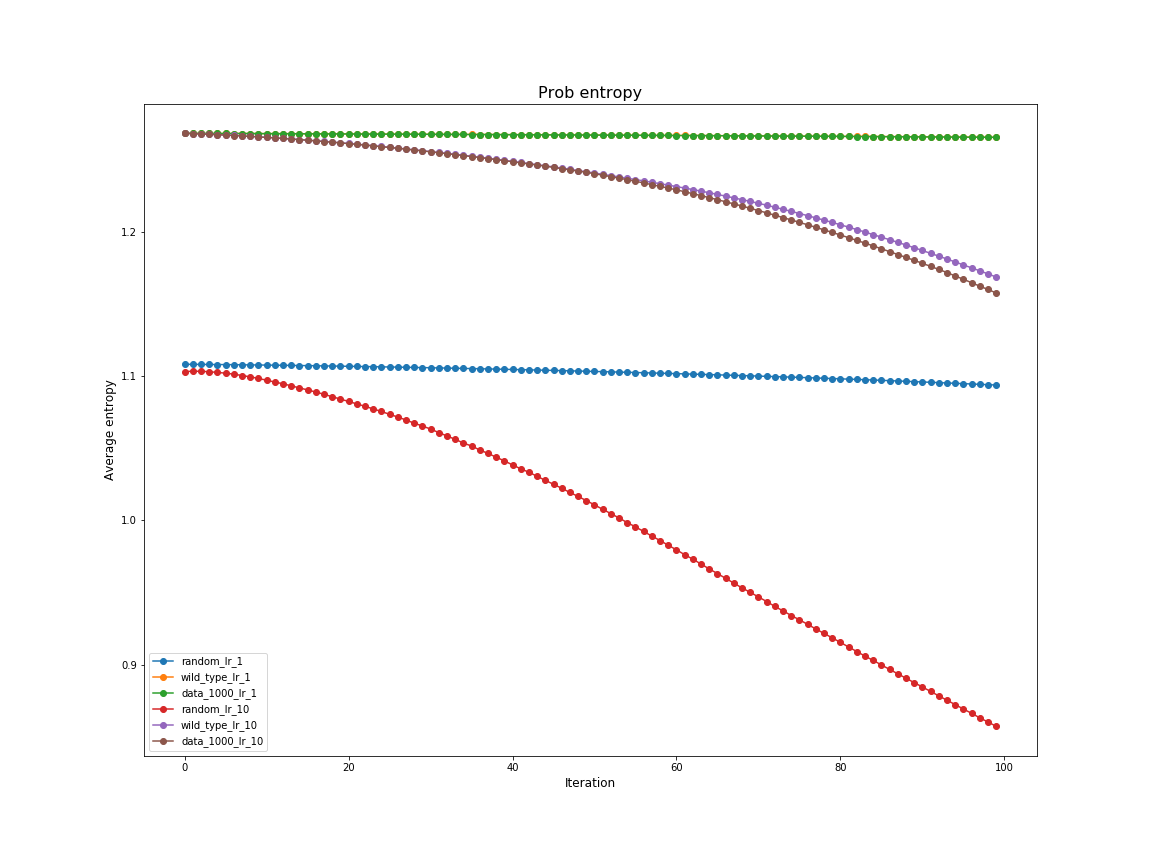 Prob entropy
Average entropy
1.2
1.1
1.0
0.9
random_lr_1
wild_type_lr_1
data_1000_lr_1
random_lr_10
wild_type_lr_10
data_1000_lr_10
0 20 40 60 80 100
Iteration